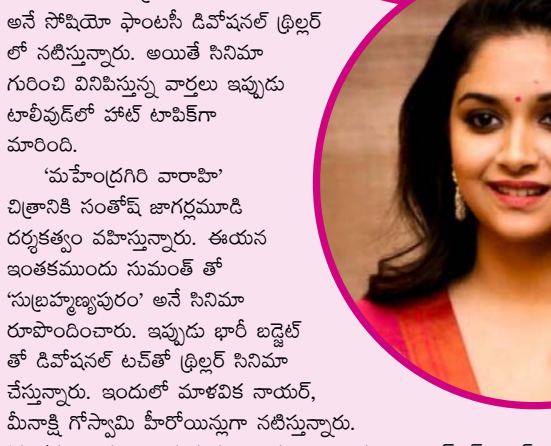 అనే సోషియో ఫాంటసీ డివోషనల్ థ్రిల్లర్
లో నటిస్తున్నారు. అయితే సినిమా
గురించి వినిపిస్తున్న వార్తలు ఇప్పుడు
టాలీవుడ్‌లో హాట్ టాపిక్‌గా
మారింది.
‘మహేంద్రగిరి వారాహి’
చిత్రానికి సంతోష్ జాగర్లమూడి
దర్శకత్వం వహిస్తున్నారు. ఈయన
ఇంతకముందు సుమంత్ తో
‘సుబ్రహ్మణ్యపురం’ అనే సినిమా
రూపొందించారు. ఇప్పుడు భారీ బడ్జెట్
తో డివోషనల్ టచ్‌తో థ్రిల్లర్ సినిమా
చేస్తున్నారు. ఇందులో మాళవిక నాయర్,
మీనాక్షి గోస్వామి హీరోయిన్లుగా నటిస్తున్నారు.